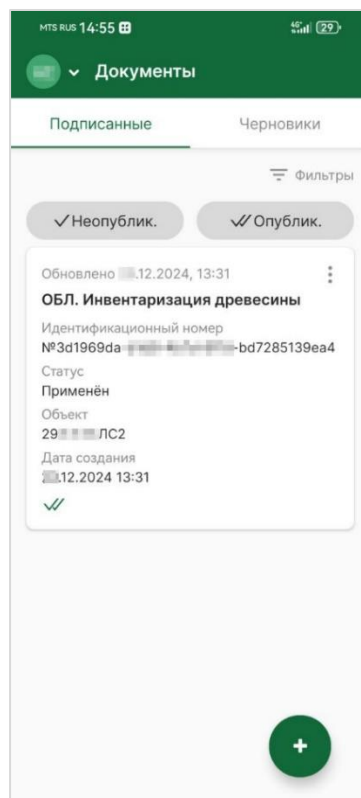 MTS RUS 14:55
4G 29
Документы
Подписанные Черновики
Фильтры
Неопублик. Опублик.
Обновлено .12.2024, 13:31
ОБЛ. Инвентаризация древесины
Идентификационный номер
№3d1969da- -bd7285139ea4
Статус
Применён
Объект
29 ЛС2
Дата создания
.12.2024 13:31